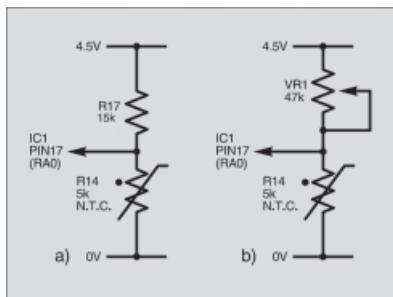 4.5V
R17
15k
IC1
PIN17
(RA0)
R14
5k
N.T.C.
a)
0V
4.5V
VR1
47k
IC1
PIN17
(RA0)
R14
5k
N.T.C.
b)
0V